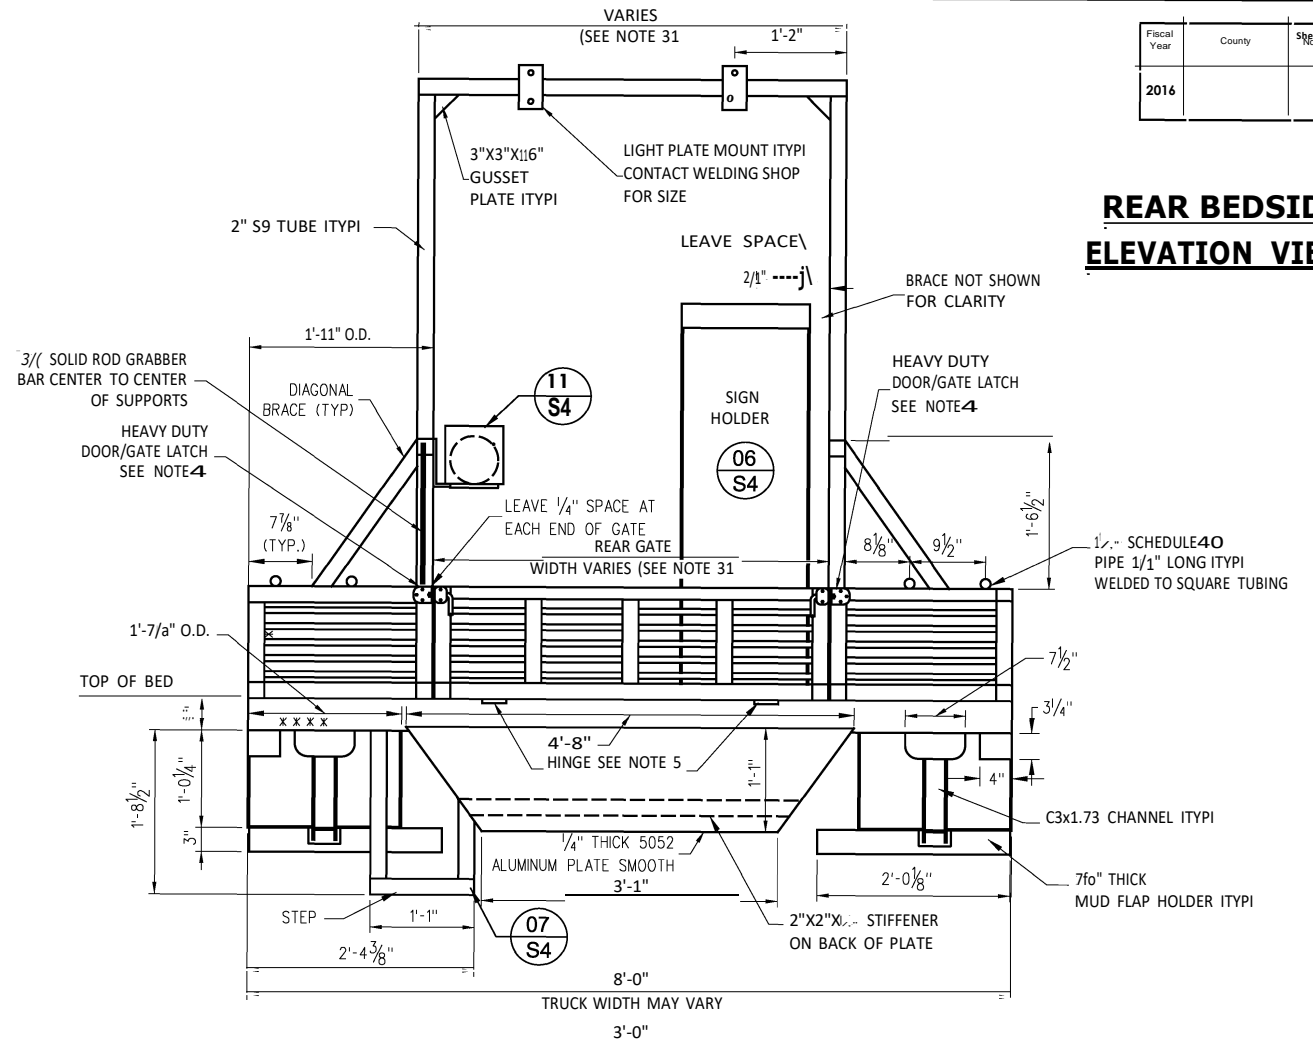 VARIES
(SEE NOTE 31
1'-2"
Fiscal
Year
County
2016
3"X3"X116"
GUSSET
PLATE ITYPI
LIGHT PLATE MOUNT ITYPI
CONTACT WELDING SHOP
FOR SIZE
REAR BEDSID
ELEVATION VIE
2" S9 TUBE ITYPI
LEAVE SPACE\
BRACE NOT SHOWN
FOR CLARITY
1'-11" O.D.
3/( SOLID ROD GRABBER
BAR CENTER TO CENTER
OF SUPPORTS
DIAGONAL
BRACE (TYP)
11
S4
SIGN
HOLDER
06
S4
HEAVY DUTY
DOOR/GATE LATCH
SEE NOTE 4
HEAVY DUTY
DOOR/GATE LATCH
SEE NOTE 4
7⅞"
(TYP.)
LEAVE ¼" SPACE AT
EACH END OF GATE
REAR GATE
WIDTH VARIES (SEE NOTE 31
8⅛"
9½"
1'-6½"
SCHEDULE 40
PIPE 1/1" LONG ITYPI
WELDED TO SQUARE TUBING
1'-7/a" O.D.
TOP OF BED
7½"
3¼"
4'-8"
HINGE SEE NOTE 5
1'-1"
4"
1'-8½"
1'-0¼"
3"
C3x1.73 CHANNEL ITYPI
¼" THICK 5052
ALUMINUM PLATE SMOOTH
3'-1"
2'-0⅛"
7fo" THICK
MUD FLAP HOLDER ITYPI
STEP
1'-1"
07
S4
2"X2"X STIFFENER
ON BACK OF PLATE
2'-4⅜"
8'-0"
TRUCK WIDTH MAY VARY
3'-0"